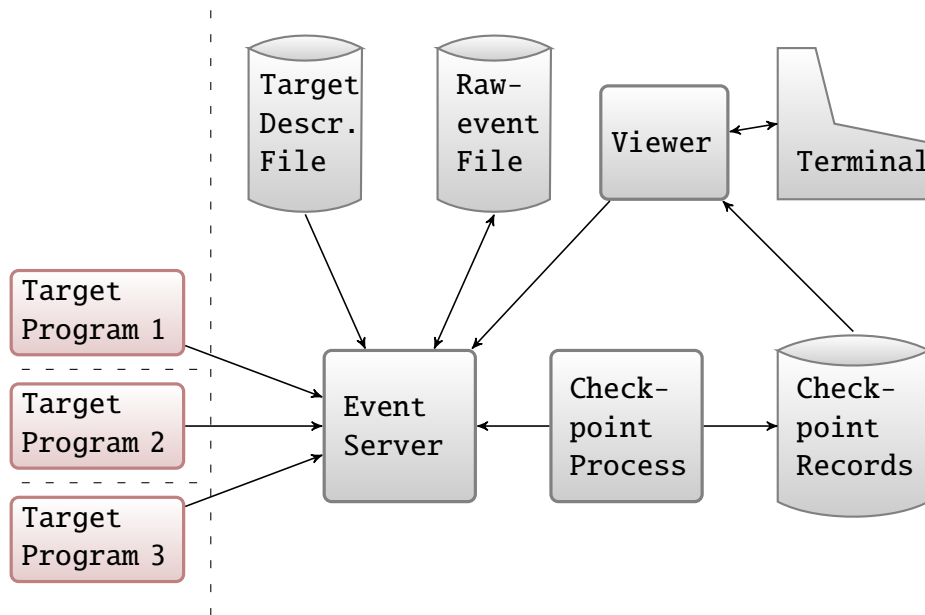 Target
Descr.
File
Raw-
event
File
Viewer
Terminal
Target
Program 1
Target
Program 2
Target
Program 3
Event
Server
Check-
point
Process
Check-
point
Records